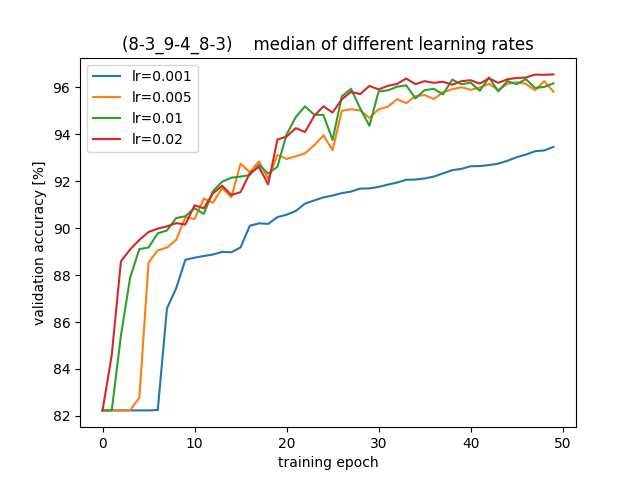 (8-3_9-4_8-3)    median of different learning rates
lr=0.001
lr=0.005
lr=0.01
lr=0.02
validation accuracy [%]
96
94
92
90
88
86
84
82
0
10
20
30
40
50
training epoch